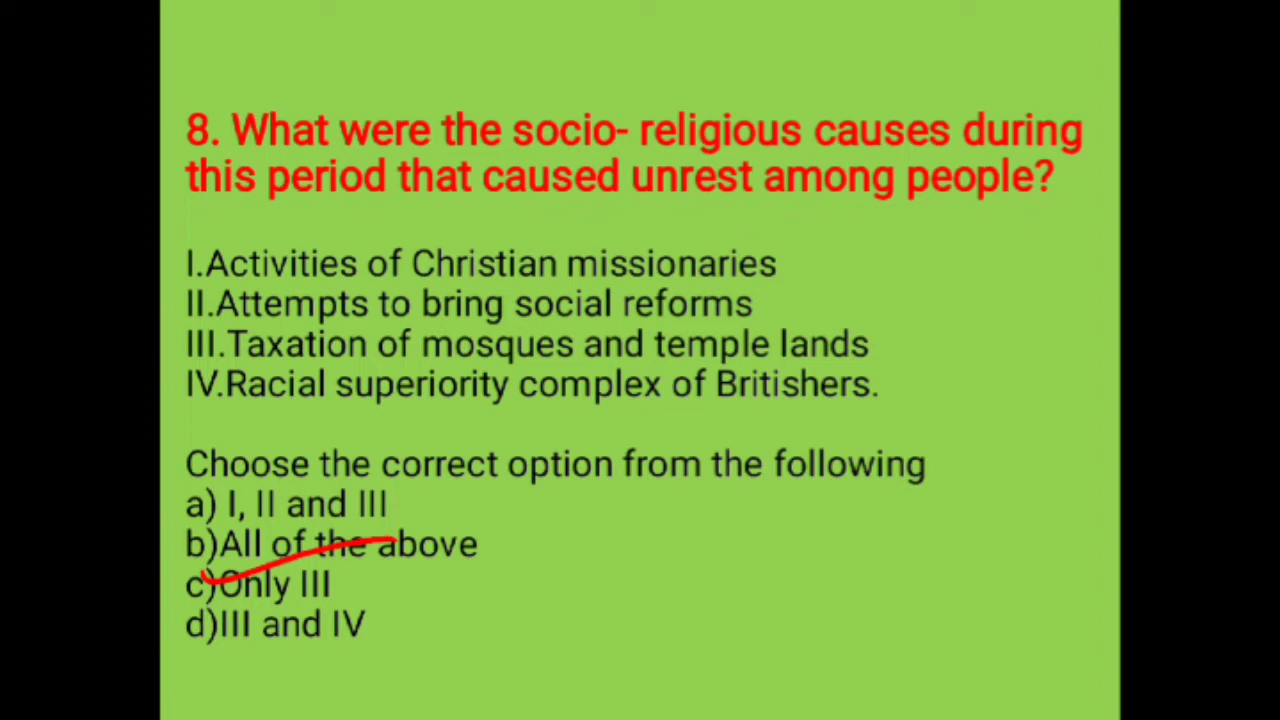 8. What were the socio- religious causes during
this period that caused unrest among people?
I.Activities of Christian missionaries
II.Attempts to bring social reforms
III.Taxation of mosques and temple lands
IV.Racial superiority complex of Britishers.
Choose the correct option from the following
a) I, II and III
b)All of the above
c)Only III
d)III and IV